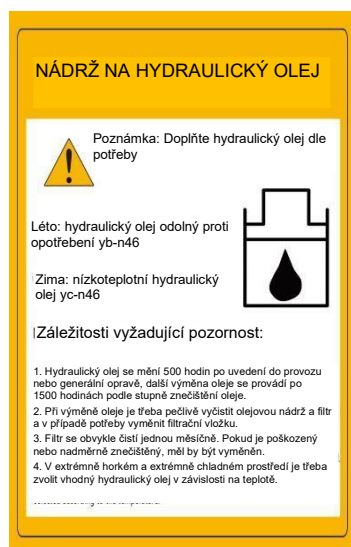 NÁDRŽ NA HYDRAULICKÝ OLEJ
Poznámka: Doplňte hydraulický olej dle
potřeby
Léto: hydraulický olej odolný proti
opotřebení yb-n46
Zima: nízkoteplotní hydraulický
olej yc-n46
Záležitosti vyžadující pozornost:
1. Hydraulický olej se mění 500 hodin po uvedení do provozu
nebo generální opravě, další výměna oleje se provádí po
1500 hodinách podle stupně znečištění oleje.
2. Při výměně oleje je třeba pečlivě vyčistit olejovou nádrž a filtr
a v případě potřeby vyměnit filtrační vložku.
3. Filtr se obvykle čistí jednou měsíčně. Pokud je poškozený
nebo nadměrně znečištěný, měl by být vyměněn.
4. V extrémně horkém a extrémně chladném prostředí je třeba
zvolit vhodný hydraulický olej v závislosti na teplotě.